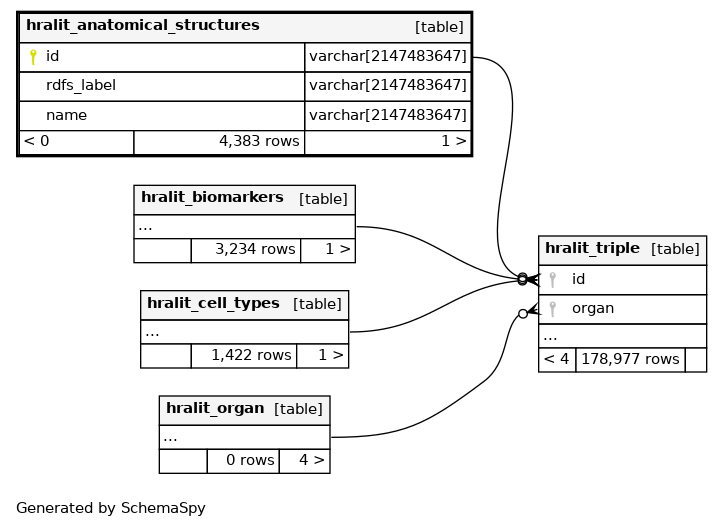 hralit_anatomical_structures [table]
id varchar[2147483647]
rdfs_label varchar[2147483647]
name varchar[2147483647]
< 0 4,383 rows 1 >
hralit_biomarkers [table]
...
3,234 rows 1 >
hralit_triple [table]
id
organ
...
< 4 178,977 rows
hralit_cell_types [table]
...
1,422 rows 1 >
hralit_organ [table]
...
0 rows 4 >
Generated by SchemaSpy